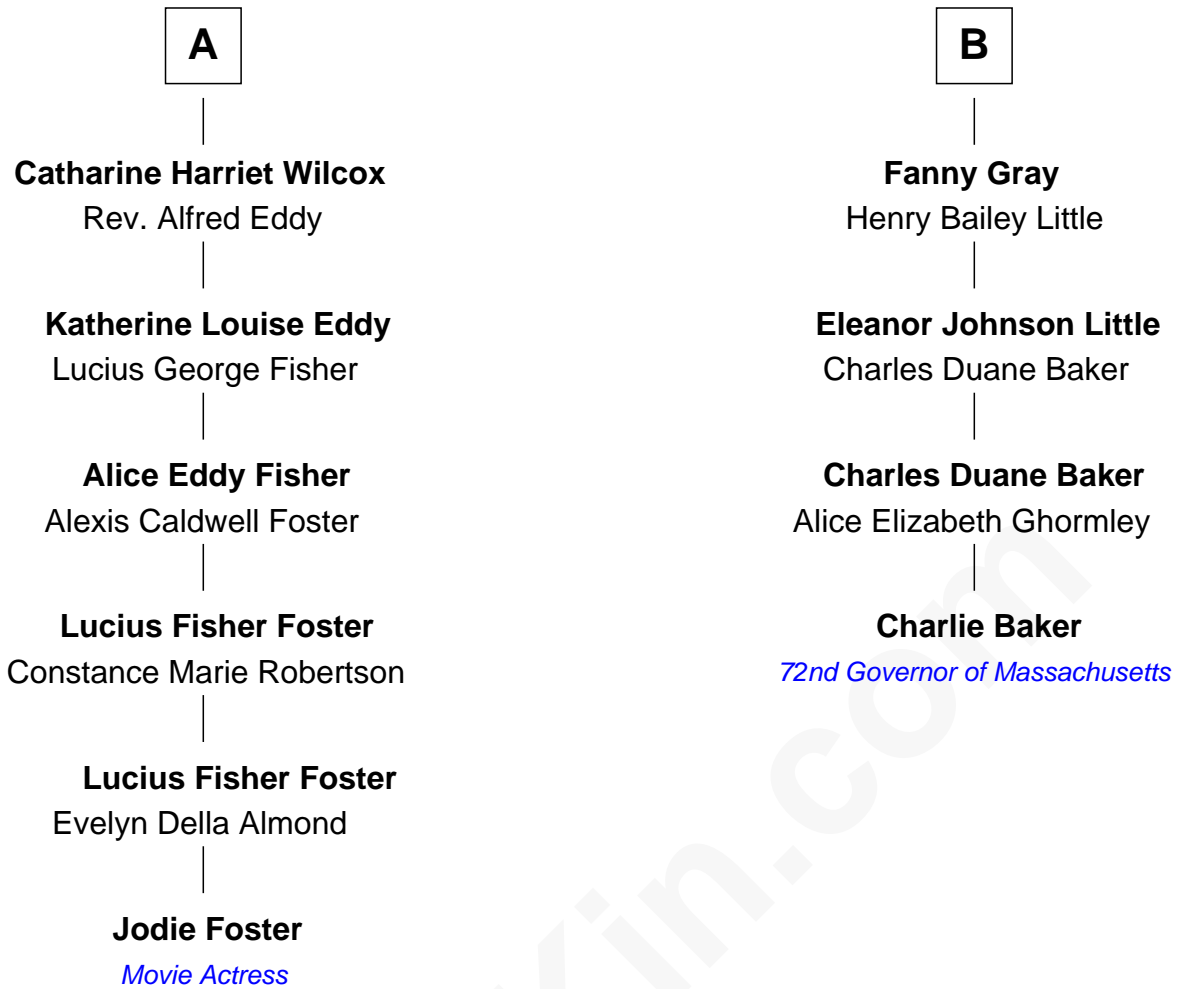 A
Catharine Harriet Wilcox
Rev. Alfred Eddy
Katherine Louise Eddy
Lucius George Fisher
Alice Eddy Fisher
Alexis Caldwell Foster
Lucius Fisher Foster
Constance Marie Robertson
Lucius Fisher Foster
Evelyn Della Almond
Jodie Foster
Movie Actress
B
Fanny Gray
Henry Bailey Little
Eleanor Johnson Little
Charles Duane Baker
Charles Duane Baker
Alice Elizabeth Ghormley
Charlie Baker
72nd Governor of Massachusetts
Kin.com